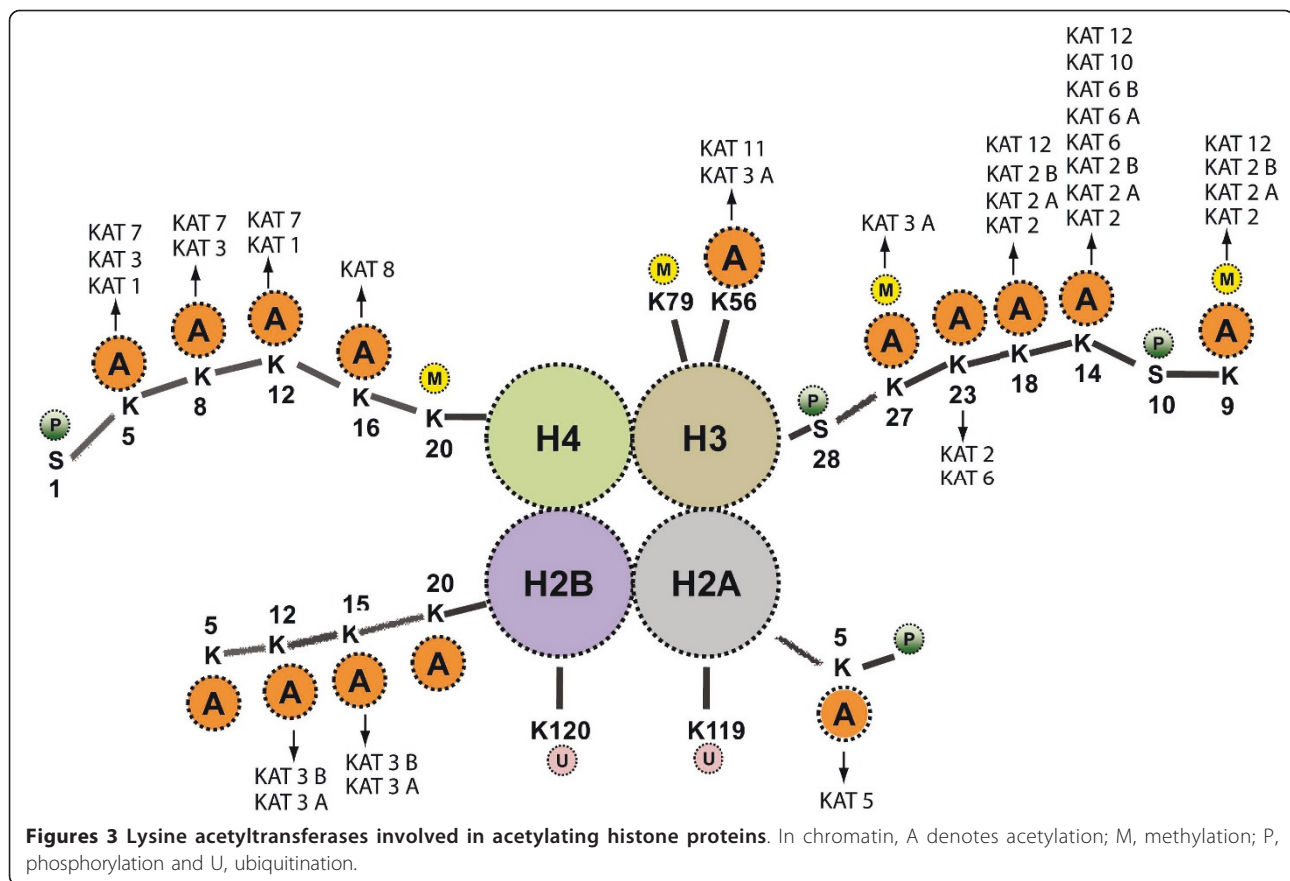 KAT 7
KAT 3
KAT 1
A
K
5
P
S
1
KAT 7
KAT 3
A
K
8
KAT 7
KAT 1
A
K
12
KAT 8
A
K
16
M
K
20
H4
KAT 11
KAT 3 A
M
K79
A
K56
H3
P
S
28
KAT 3 A
M
A
K
27
A
K
23
KAT 2
KAT 6
KAT 12
KAT 2 B
KAT 2 A
KAT 2
A
K
18
KAT 12
KAT 10
KAT 6 B
KAT 6 A
KAT 6
KAT 2 B
KAT 2 A
KAT 2
A
K
14
P
S
10
KAT 12
KAT 2 B
KAT 2 A
KAT 2
M
A
K
9
H2B
20
K
A
15
K
A
KAT 3 B
KAT 3 A
12
K
A
KAT 3 B
KAT 3 A
5
K
A
K120
U
H2A
K119
U
5
K
P
A
KAT 5
Figures 3 Lysine acetyltransferases involved in acetylating histone proteins. In chromatin, A denotes acetylation; M, methylation; P,
phosphorylation and U, ubiquitination.